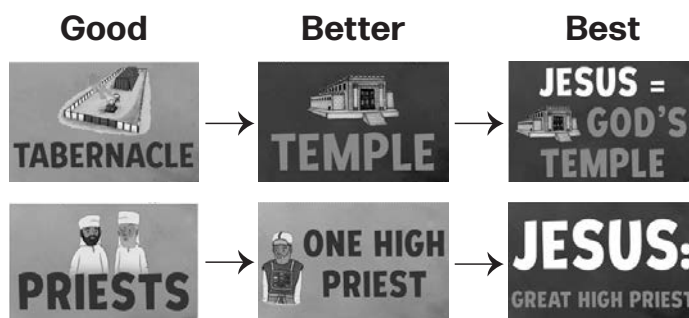 Good Better Best
TABERNACLE
TEMPLE
JESUS =
GOD'S
TEMPLE
PRIESTS
ONE HIGH
PRIEST
JESUS=
GREAT HIGH PRIEST